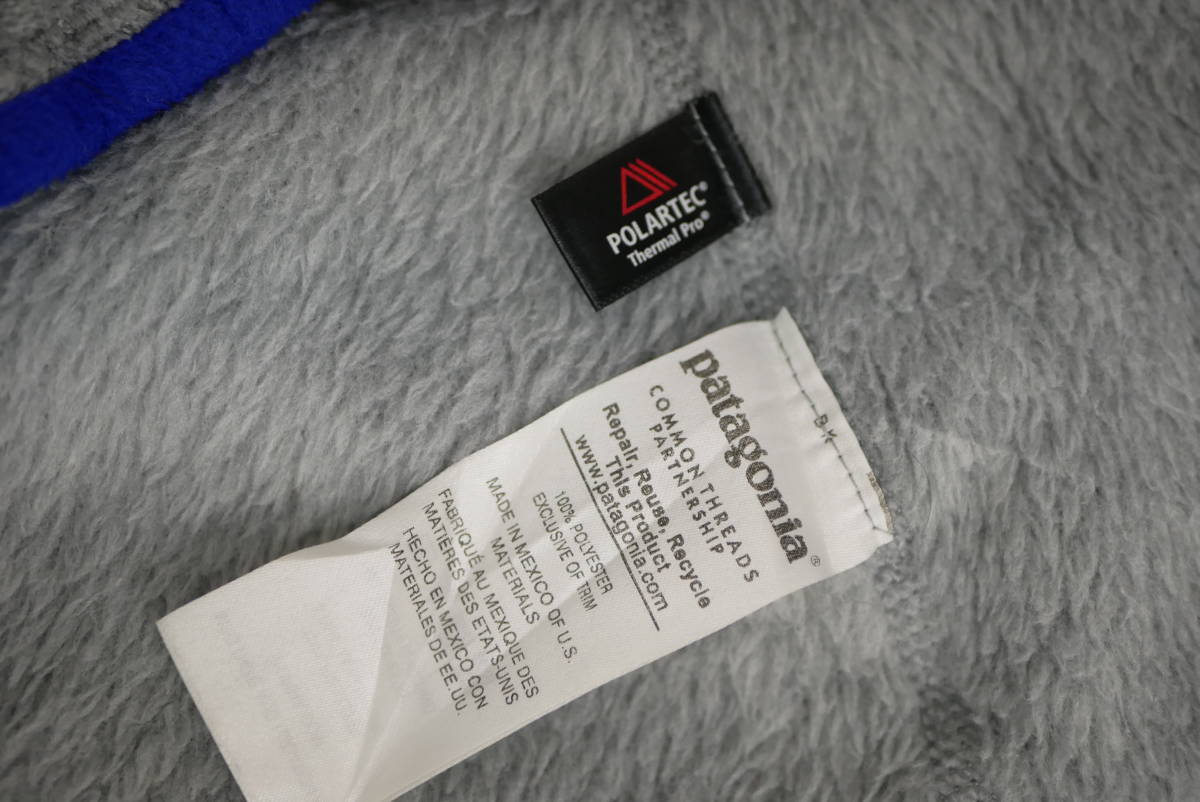 POLARTEC®
Thermal Pro®
patagonia®
COMMON THREADS
PARTNERSHIP
Repair, Reuse, Recycle
This Product
www.patagonia.com
100% POLYESTER
EXCLUSIVE OF TRIM
MADE IN MEXICO OF U.S.
MATERIALS
FABRIQUÉ AU MEXIQUE DES
MATIÈRES DES ETATS-UNIS
HECHO EN MEXICO CON
MATERIALES DE EE.UU.